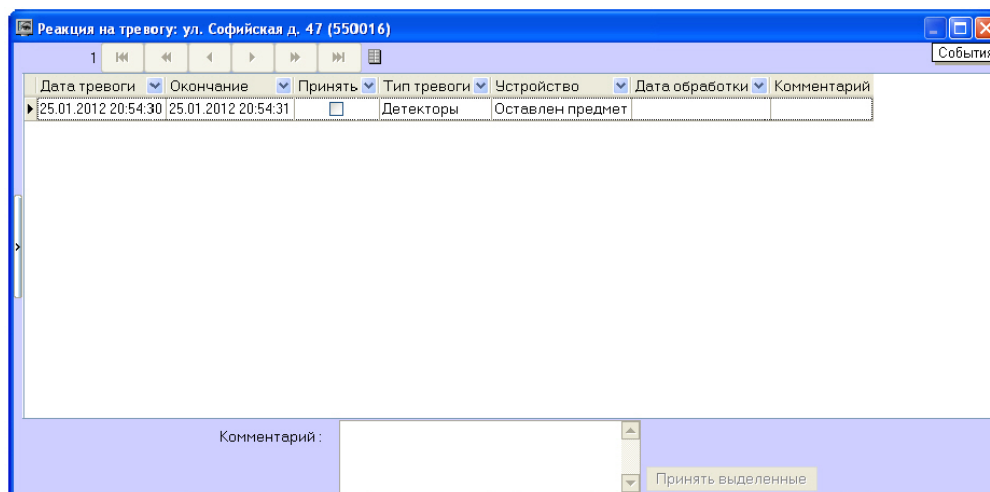 Реакция на тревогу: ул. Софийская д. 47 (550016)
1
События
Дата тревоги Окончание Принять Тип тревоги Устройство Дата обработки Комментарий
25.01.2012 20:54:30 25.01.2012 20:54:31 Детекторы Оставлен предмет
Комментарий :
Принять выделенные